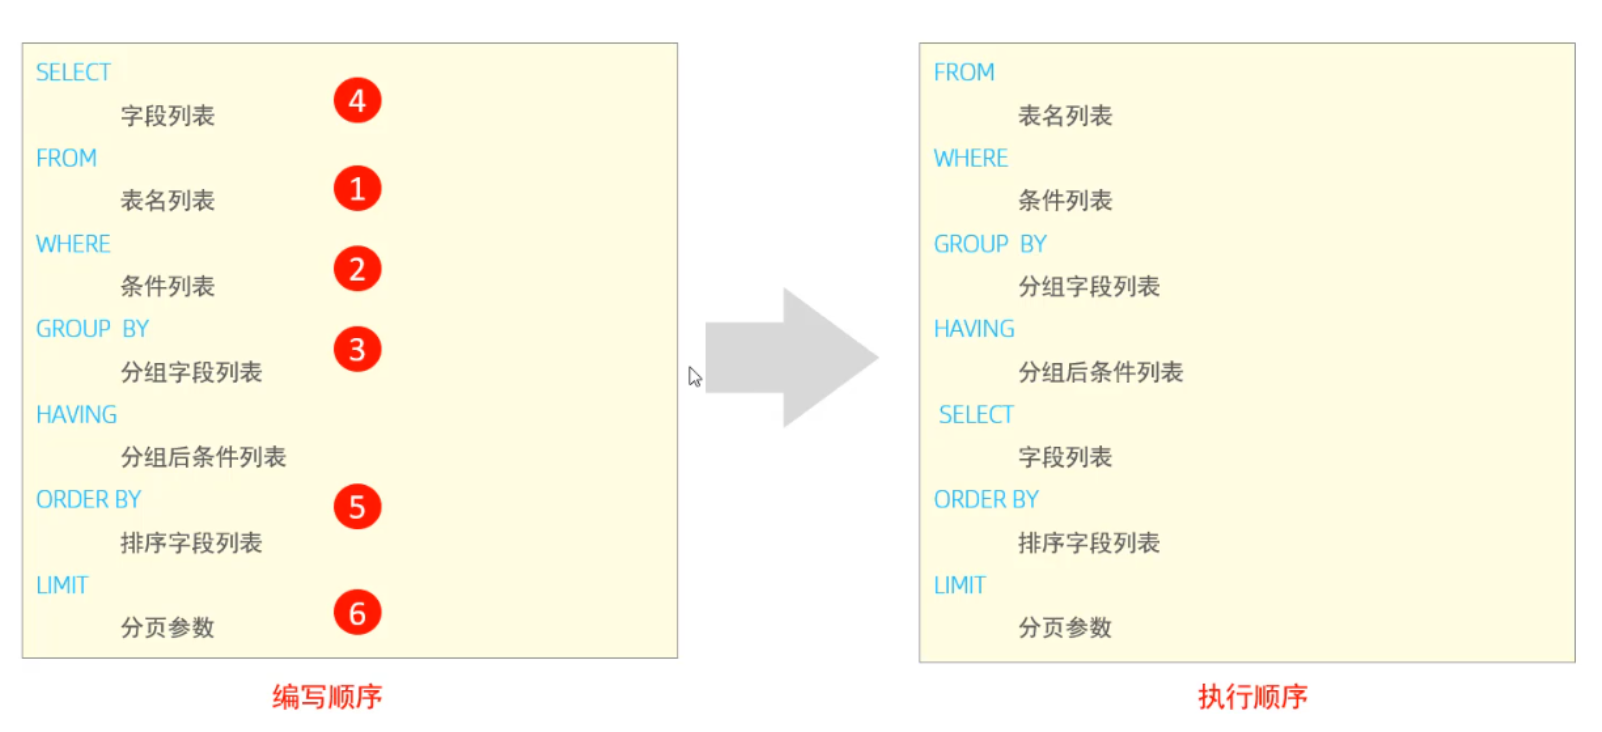 SELECT
4
字段列表
FROM
1
表名列表
WHERE
2
条件列表
GROUP BY
3
分组字段列表
HAVING
分组后条件列表
ORDER BY
5
排序字段列表
LIMIT
6
分页参数
编写顺序
FROM
表名列表
WHERE
条件列表
GROUP BY
分组字段列表
HAVING
分组后条件列表
SELECT
字段列表
ORDER BY
排序字段列表
LIMIT
分页参数
执行顺序